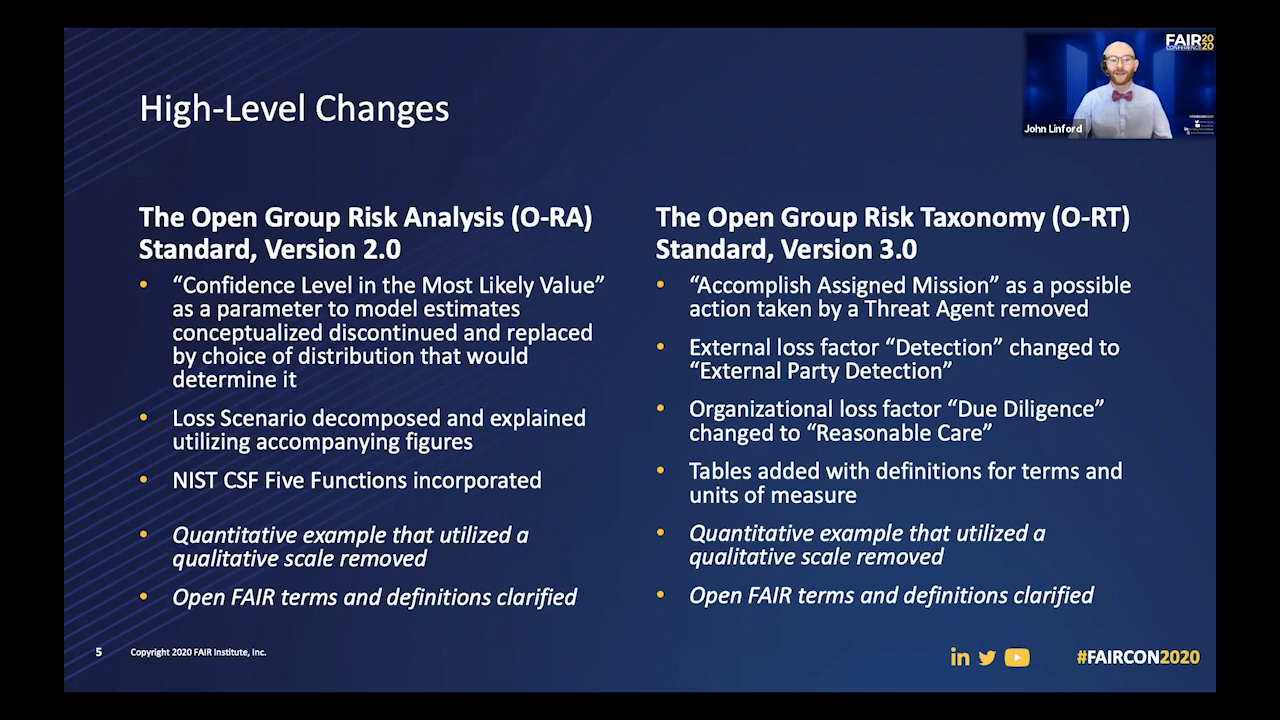 FAIR2020
CONFERENCE
John Linford
High-Level Changes
The Open Group Risk Analysis (O-RA)
Standard, Version 2.0
• “Confidence Level in the Most Likely Value”
as a parameter to model estimates
conceptualized discontinued and replaced
by choice of distribution that would
determine it
• Loss Scenario decomposed and explained
utilizing accompanying figures
• NIST CSF Five Functions incorporated
• Quantitative example that utilized a
qualitative scale removed
• Open FAIR terms and definitions clarified
The Open Group Risk Taxonomy (O-RT)
Standard, Version 3.0
• “Accomplish Assigned Mission” as a possible
action taken by a Threat Agent removed
• External loss factor “Detection” changed to
“External Party Detection”
• Organizational loss factor “Due Diligence”
changed to “Reasonable Care”
• Tables added with definitions for terms and
units of measure
• Quantitative example that utilized a
qualitative scale removed
• Open FAIR terms and definitions clarified
5 Copyright 2020 FAIR Institute, Inc.
in
#FAIRCON2020